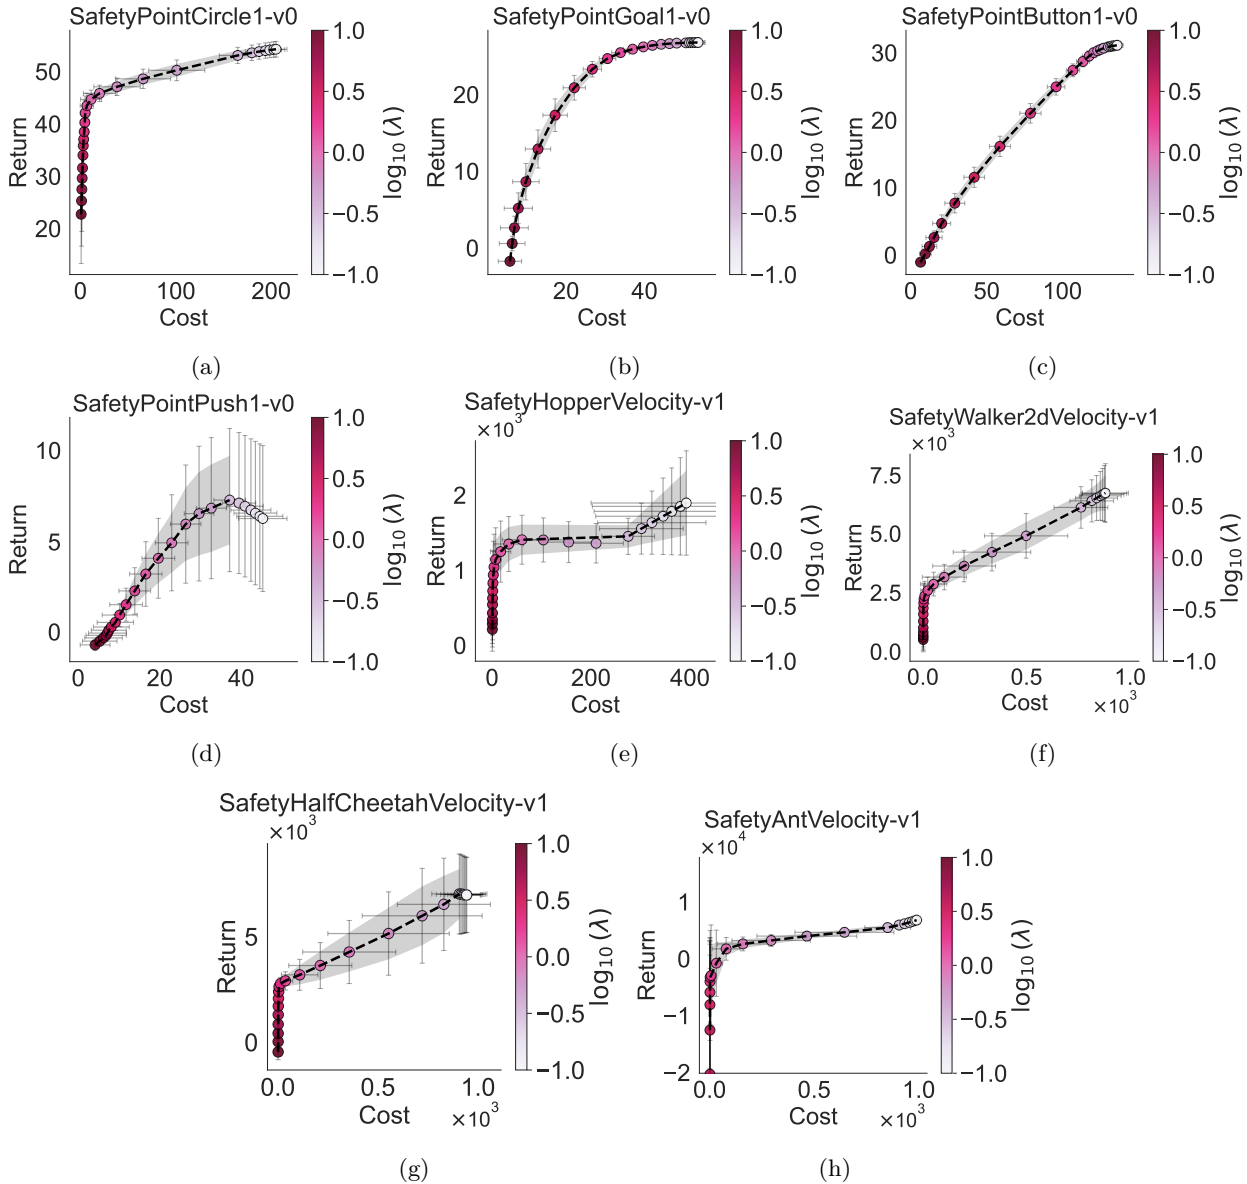 SafetyPointCircle1-v0
Return
50
40
30
20
0
100
200
Cost
1.0
0.5
0.0
−0.5
−1.0
log10(λ)
(a)
SafetyPointGoal1-v0
Return
20
10
0
20
40
Cost
1.0
0.5
0.0
−0.5
−1.0
log10(λ)
(b)
SafetyPointButton1-v0
Return
30
20
10
0
0
50
100
Cost
1.0
0.5
0.0
−0.5
−1.0
log10(λ)
(c)
SafetyPointPush1-v0
Return
10
5
0
0
20
40
Cost
1.0
0.5
0.0
−0.5
−1.0
log10(λ)
(d)
SafetyHopperVelocity-v1
×10³
Return
2
1
0
0
200
400
Cost
1.0
0.5
0.0
−0.5
−1.0
log10(λ)
(e)
SafetyWalker2dVelocity-v1
×10³
Return
7.5
5.0
2.5
0.0
0.0
0.5
1.0
Cost
×10³
1.0
0.5
0.0
−0.5
−1.0
log10(λ)
(f)
SafetyHalfCheetahVelocity-v1
×10³
Return
5
0
0.0
0.5
1.0
Cost
×10³
1.0
0.5
0.0
−0.5
−1.0
log10(λ)
(g)
SafetyAntVelocity-v1
×10⁴
Return
1
0
−1
−2
0.0
0.5
1.0
Cost
×10³
1.0
0.5
0.0
−0.5
−1.0
log10(λ)
(h)